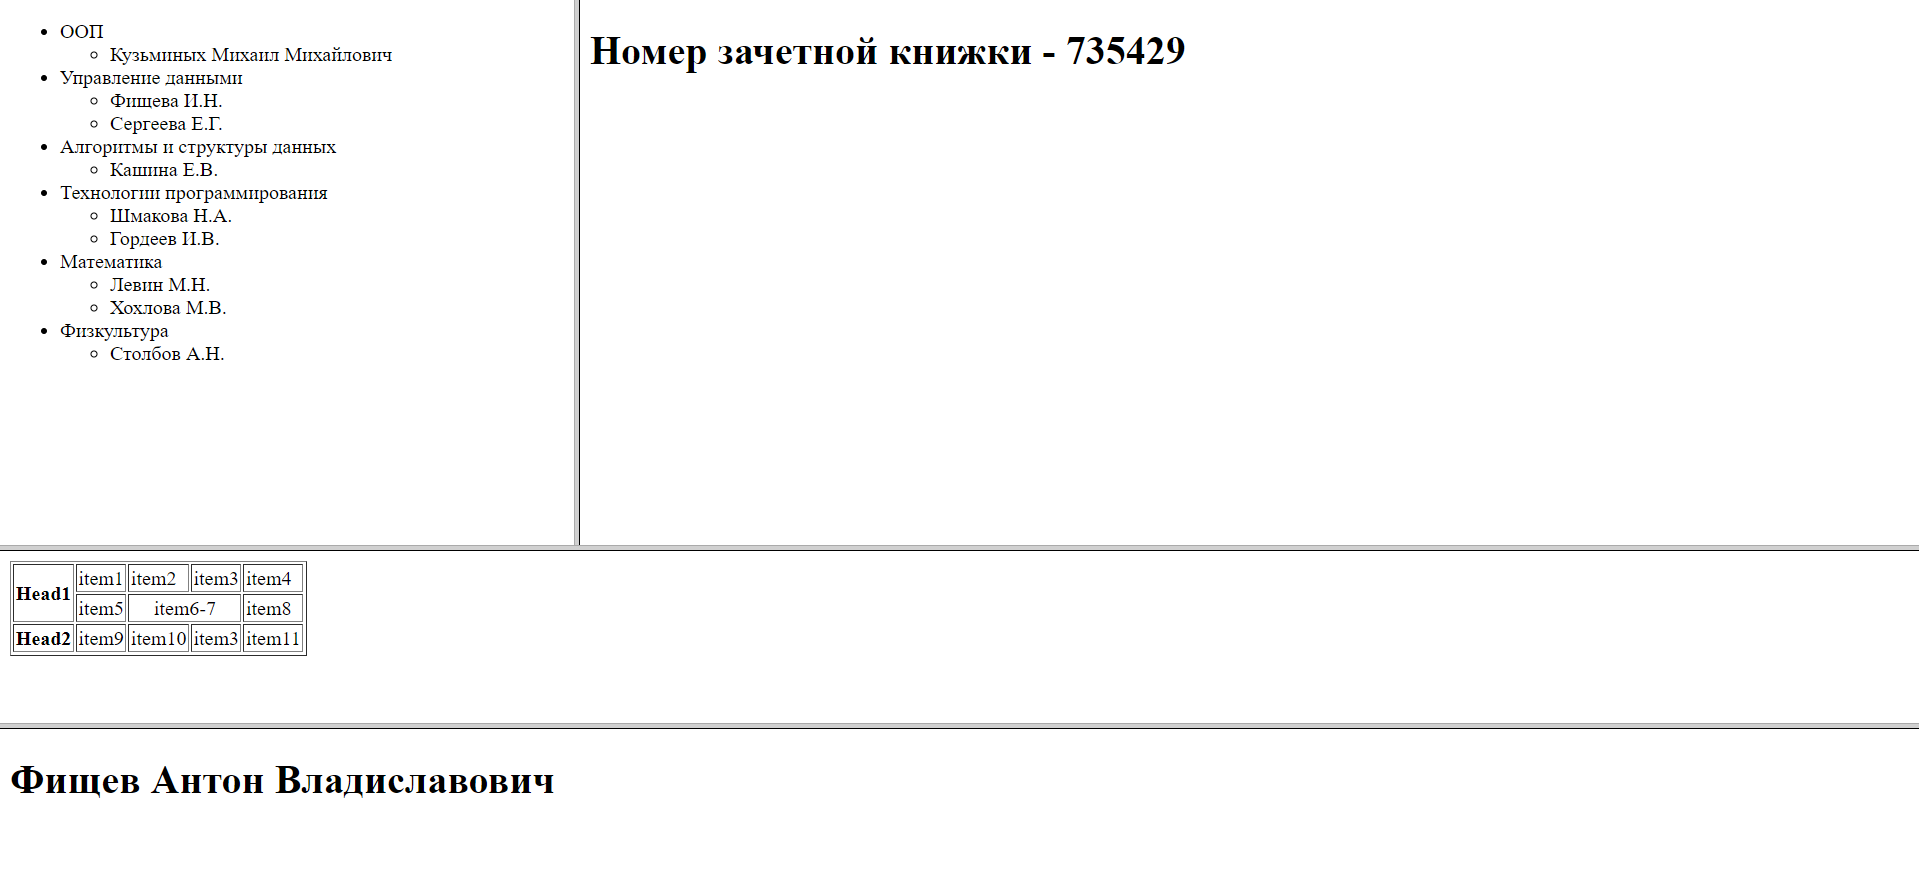 ООП
Кузьминых Михаил Михайлович
Управление данными
Фищева И.Н.
Сергеева Е.Г.
Алгоритмы и структуры данных
Кашина Е.В.
Технологии программирования
Шмакова Н.А.
Гордеев И.В.
Математика
Левин М.Н.
Хохлова М.В.
Физкультура
Столбов А.Н.
Номер зачетной книжки - 735429
Head1 item1 item2 item3 item4
item5 item6-7 item8
Head2 item9 item10 item3 item11
Фищев Антон Владиславович